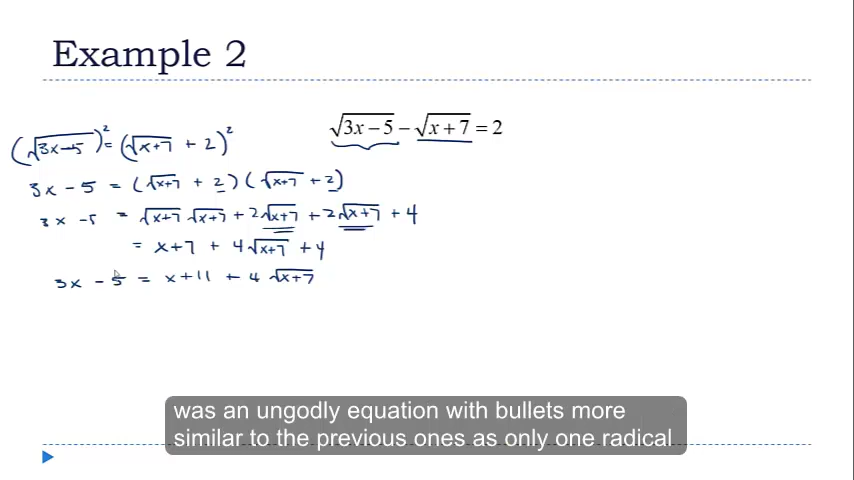 Example 2
√3x − 5 − √x + 7 = 2
(√3x−5)² = (√x+7 + 2)²
3x − 5 = (√x+7 + 2)(√x+7 + 2)
3x −5 = √x+7 √x+7 + 2√x+7 + 2√x+7 + 4
= x+7 + 4√x+7 + 4
3x − 5 = x+11 + 4 √x+7
was an ungodly equation with bullets more
similar to the previous ones as only one radical